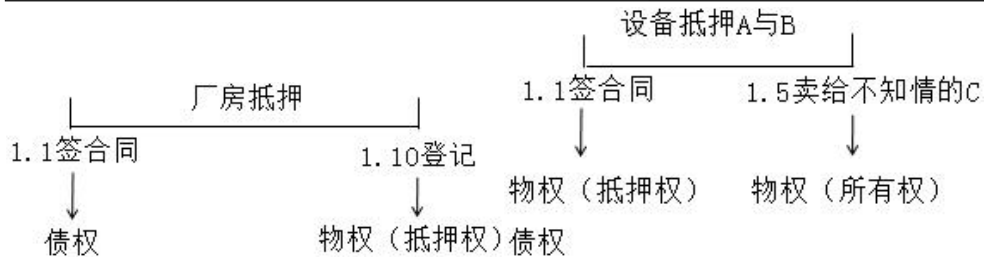 设备抵押A与B
厂房抵押
1.1签合同 1.5卖给不知情的C
1.1签合同 1.10登记
物权（抵押权） 物权（所有权）
债权 物权（抵押权）债权